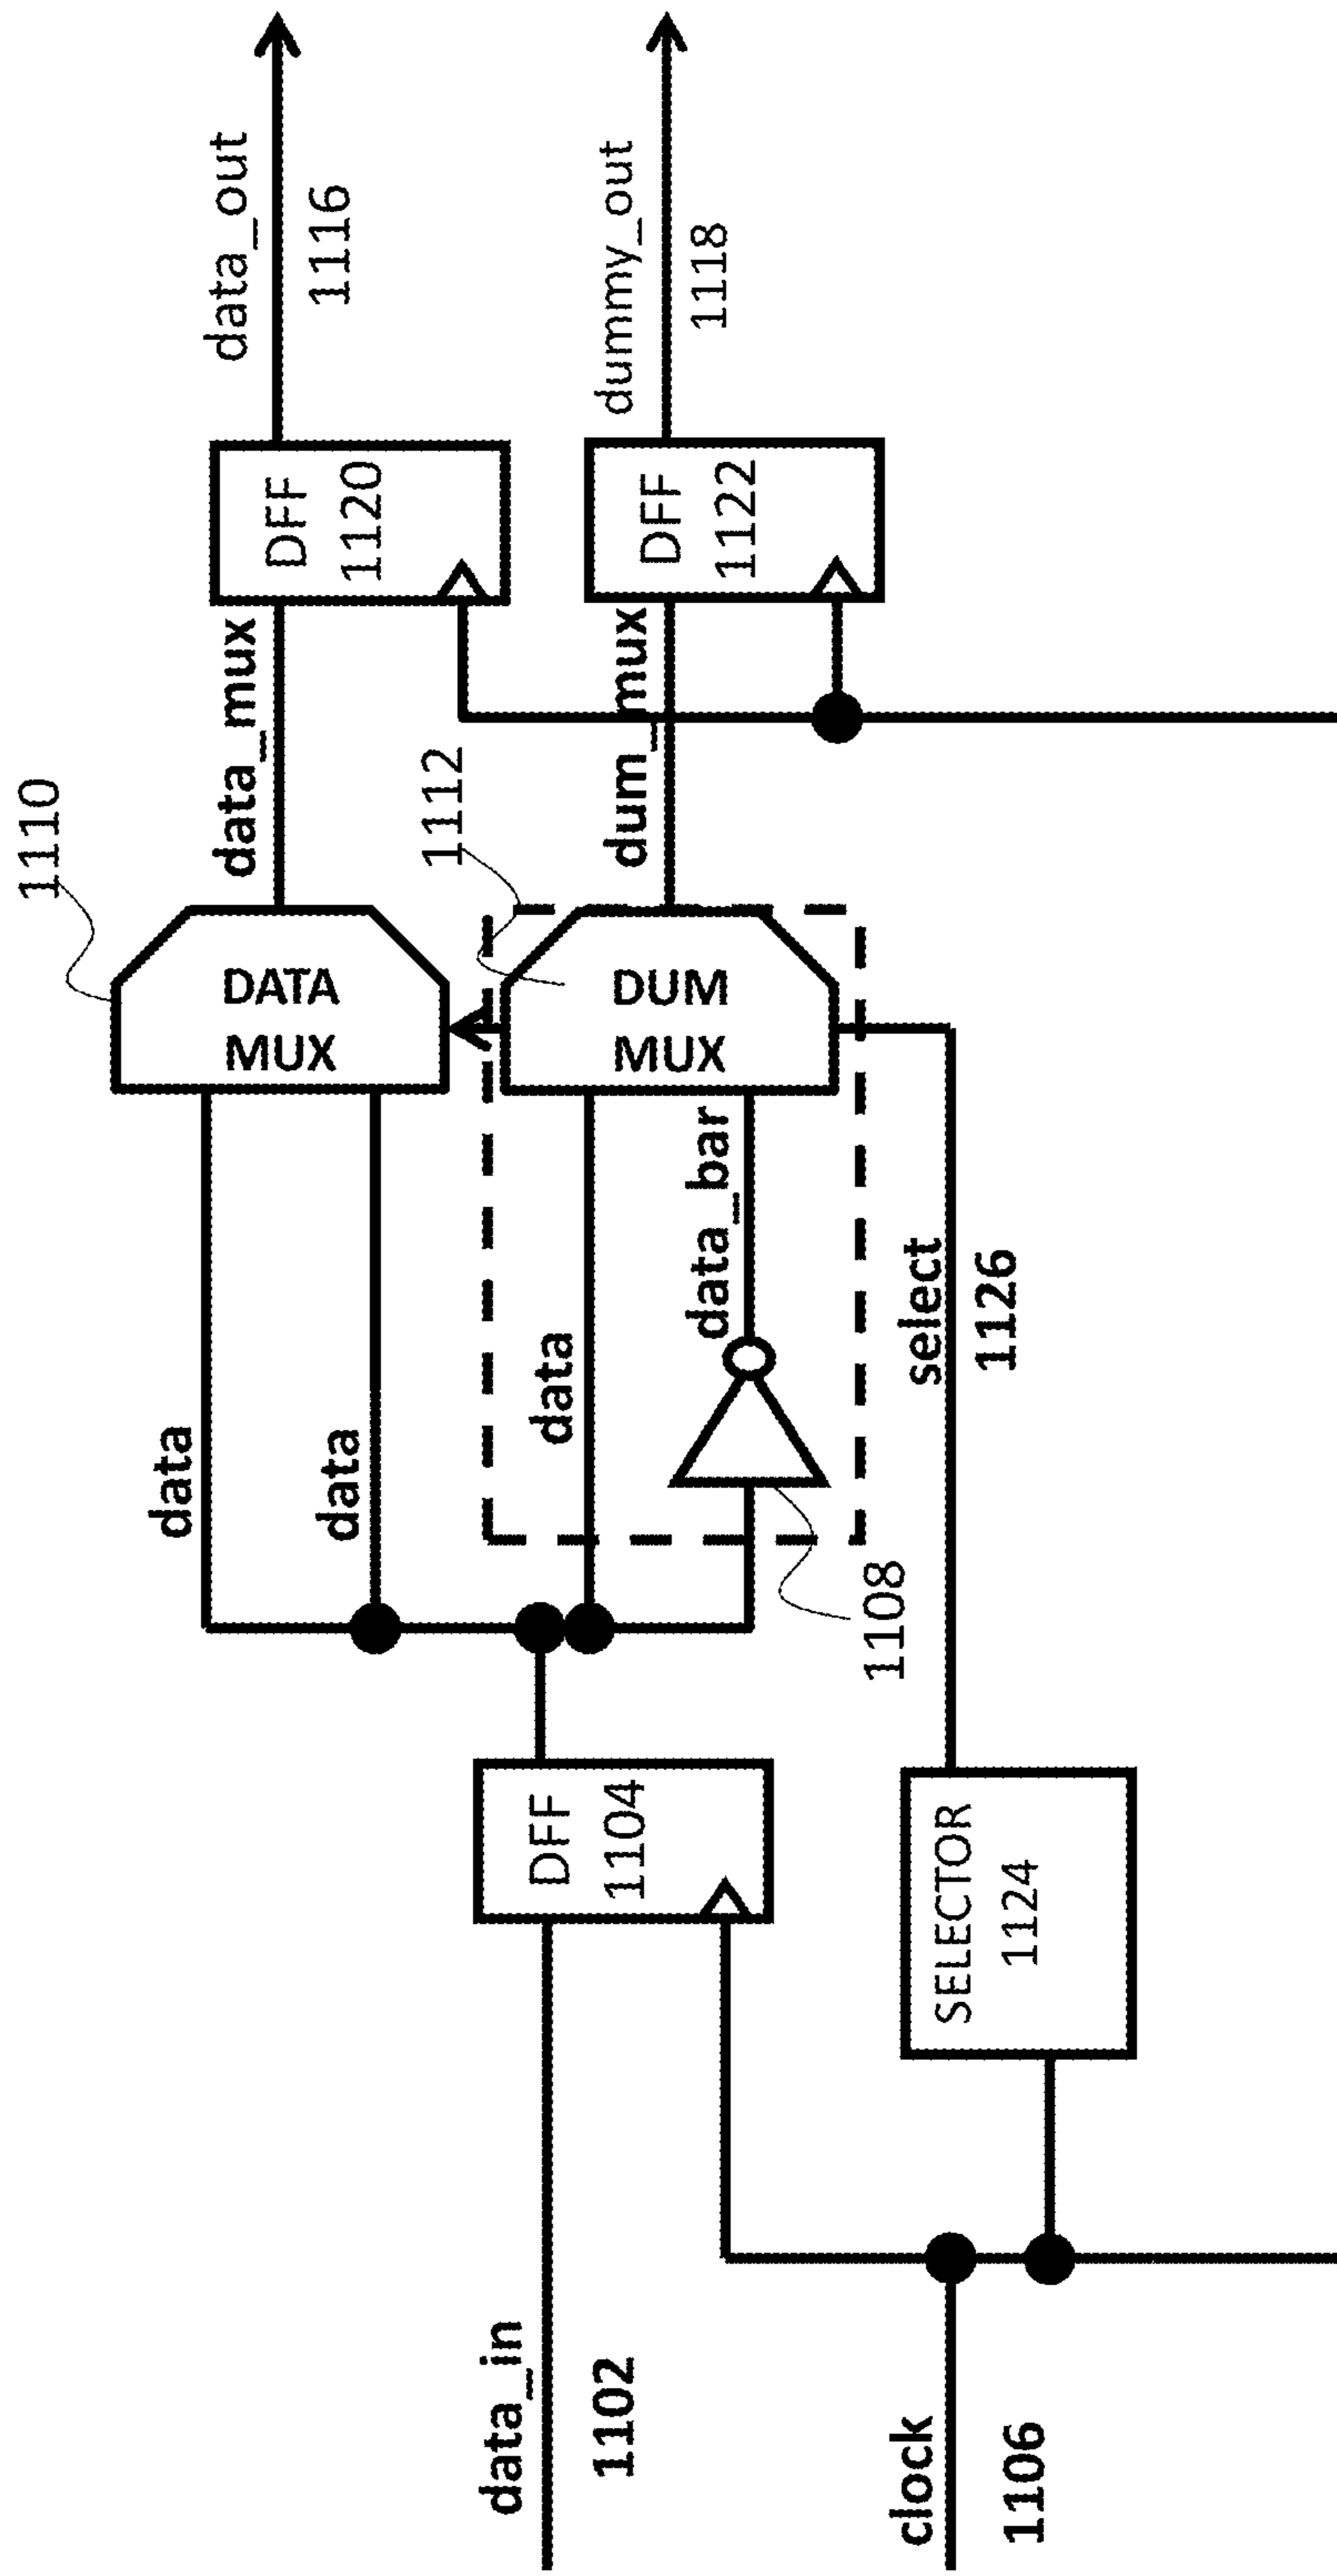 data_in
1102
clock
1106
DFF
1104
SELECTOR
1124
data
data
data
data_bar
1108
select
1126
1110
DATA
MUX
1112
DUM
MUX
data_mux
dum_mux
DFF
1120
DFF
1122
data_out
1116
dummy_out
1118